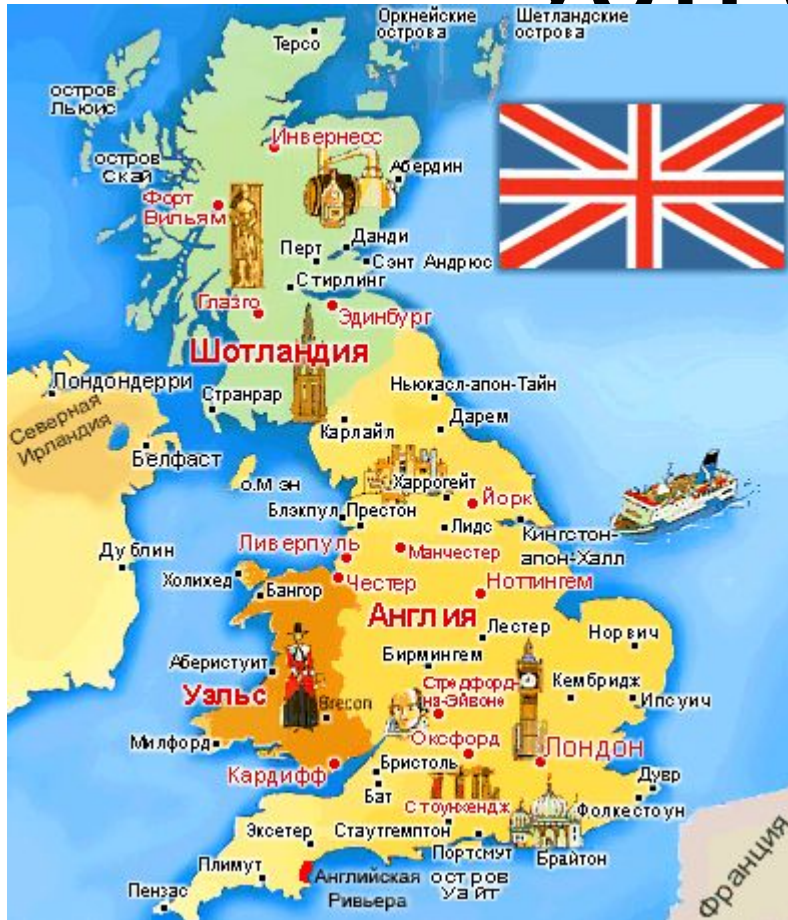 Оркнейские
острова
Шетландские
острова
Терсо
остров
Льюис
Инвернесс
остров
Скай
Абердин
Форт
Вильям
Перт
Данди
Сэнт Андрюс
Стирлинг
Глазго
Эдинбург
Шотландия
Лондондерри
Ньюкасл-апон-Тайн
Странрар
Северная
Ирландия
Дарем
Карлайл
Белфаст
о.Мэн
Харрогейт
Йорк
Блэкпул
Престон
Лидс
Кингстон-
апон-Халл
Ливерпуль
Манчестер
Дублин
Холихед
Честер
Бангор
Ноттингем
Англия
Лестер
Норвич
Аберистуит
Бирмингем
Уэльс
Стредфорд-
на-Эйвоне
Кембридж
Ипсуич
Brecon
Милфорд
Оксфорд
Лондон
Кардифф
Бристоль
Бат
Дувр
Стоунхендж
Фолкестоун
Эксетер
Стаутгемптон
Портсмут
Брайтон
Плимут
Английская
Ривьера
остров
Уайт
Пензас
Франция